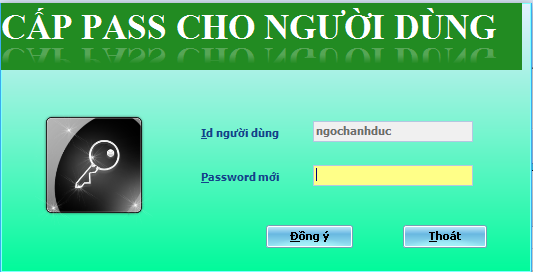 CẤP PASS CHO NGƯỜI DÙNG
Id người dùng ngochanhduc
Password mới
Đồng ý Thoát